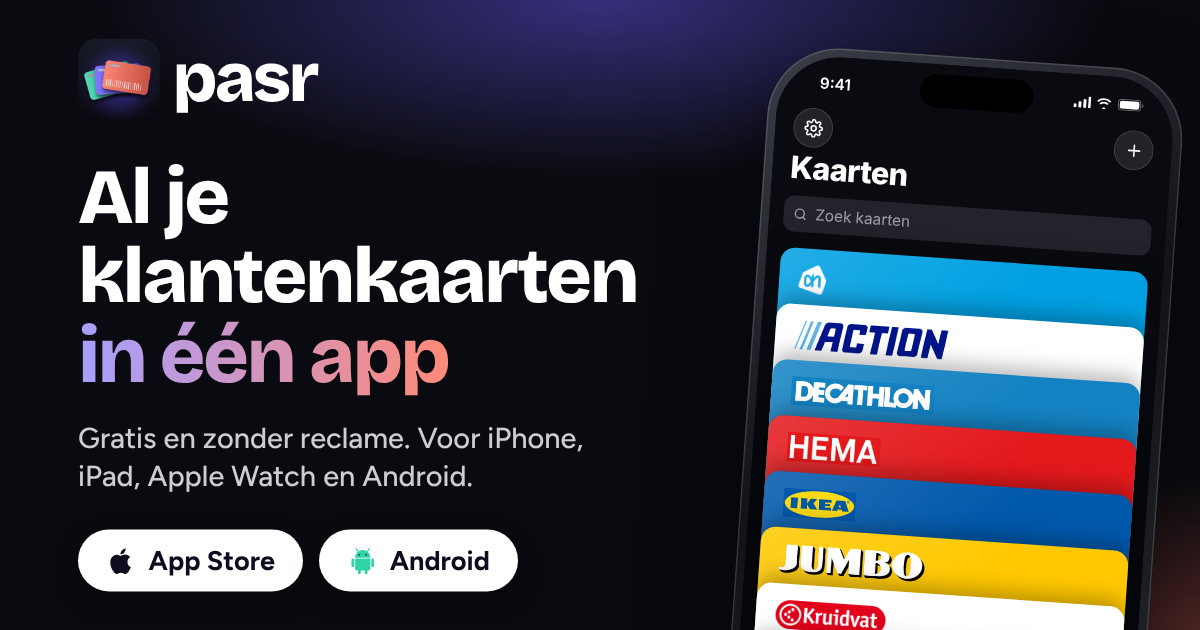 pasr
Al je
klantenkaarten
in één app
Gratis en zonder reclame. Voor iPhone,
iPad, Apple Watch en Android.
App Store
Android
9:41
Kaarten
Zoek kaarten
ah
ACTION
DECATHLON
HEMA
IKEA
JUMBO
Kruidvat